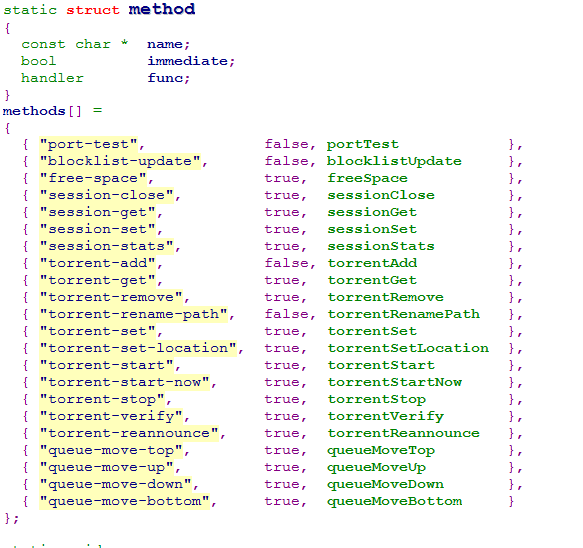 static struct method
{
  const char *  name;
  bool          immediate;
  handler       func;
}
methods[] =
{
  { "port-test",               false, portTest             },
  { "blocklist-update",        false, blocklistUpdate      },
  { "free-space",              true,  freeSpace            },
  { "session-close",           true,  sessionClose         },
  { "session-get",             true,  sessionGet           },
  { "session-set",             true,  sessionSet           },
  { "session-stats",           true,  sessionStats         },
  { "torrent-add",             false, torrentAdd           },
  { "torrent-get",             true,  torrentGet           },
  { "torrent-remove",          true,  torrentRemove        },
  { "torrent-rename-path",     false, torrentRenamePath    },
  { "torrent-set",             true,  torrentSet           },
  { "torrent-set-location",    true,  torrentSetLocation   },
  { "torrent-start",           true,  torrentStart         },
  { "torrent-start-now",       true,  torrentStartNow      },
  { "torrent-stop",            true,  torrentStop          },
  { "torrent-verify",          true,  torrentVerify        },
  { "torrent-reannounce",      true,  torrentReannounce    },
  { "queue-move-top",          true,  queueMoveTop         },
  { "queue-move-up",           true,  queueMoveUp          },
  { "queue-move-down",         true,  queueMoveDown        },
  { "queue-move-bottom",       true,  queueMoveBottom      }
};